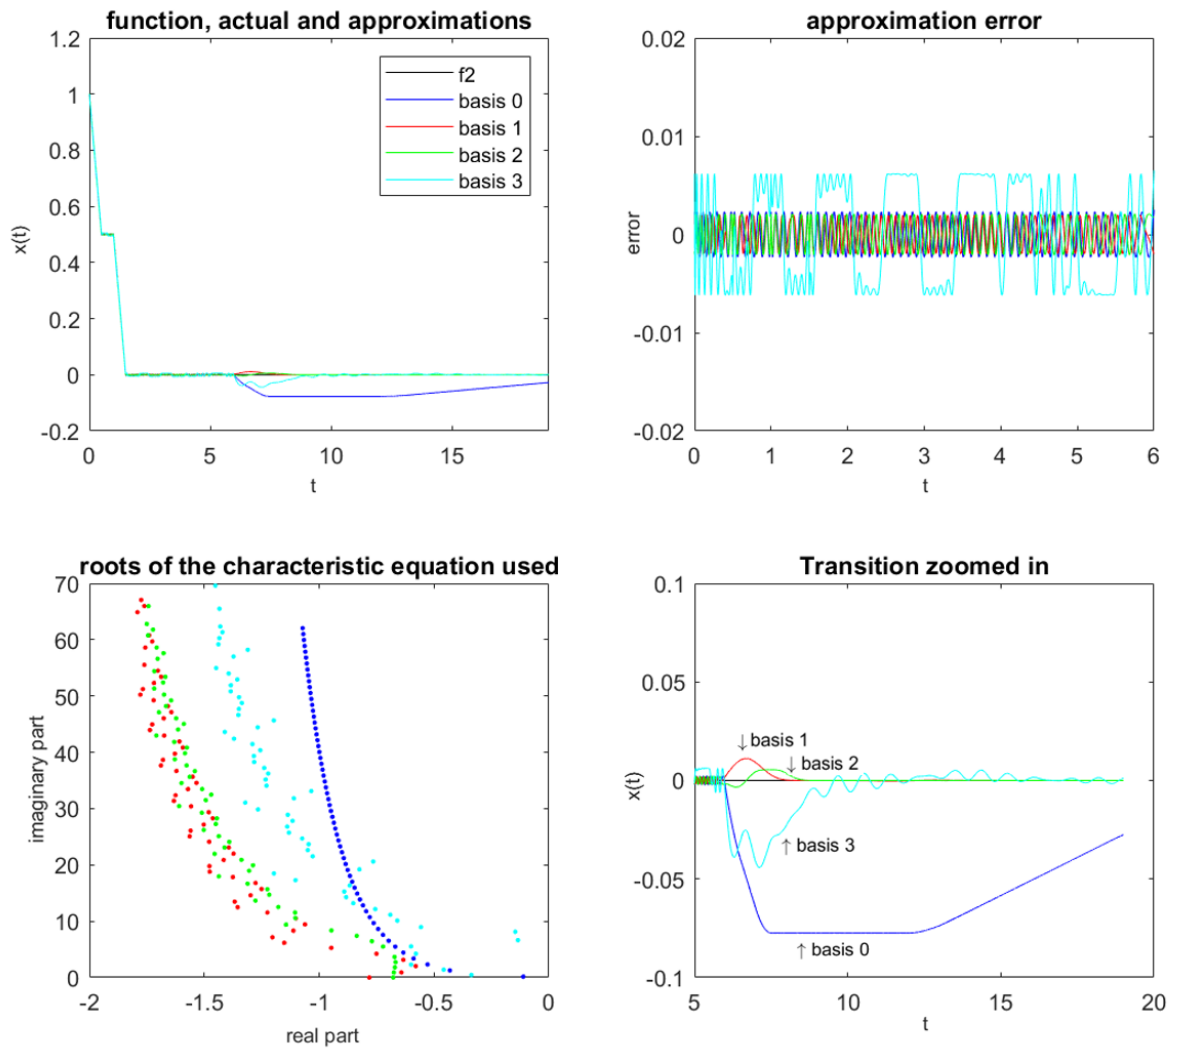 function, actual and approximations
1.2
1
0.8
0.6
0.4
0.2
0
-0.2
x(t)
f2
basis 0
basis 1
basis 2
basis 3
0 5 10 15
t
approximation error
0.02
0.01
0
-0.01
-0.02
error
0 1 2 3 4 5 6
t
roots of the characteristic equation used
70
60
50
40
30
20
10
0
imaginary part
-2 -1.5 -1 -0.5 0
real part
Transition zoomed in
0.1
0.05
0
-0.05
-0.1
x(t)
↓ basis 1
↓ basis 2
↑ basis 3
↑ basis 0
5 10 15 20
t